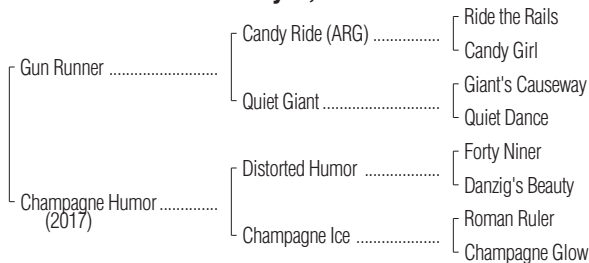 Ride the Rails
Candy Ride (ARG) ................
Candy Girl
Gun Runner ..........................
Giant's Causeway
Quiet Giant ............................
Quiet Dance
Forty Niner
Distorted Humor ..................
Danzig's Beauty
Champagne Humor ..............
(2017)
Roman Ruler
Champagne Ice ....................
Champagne Glow